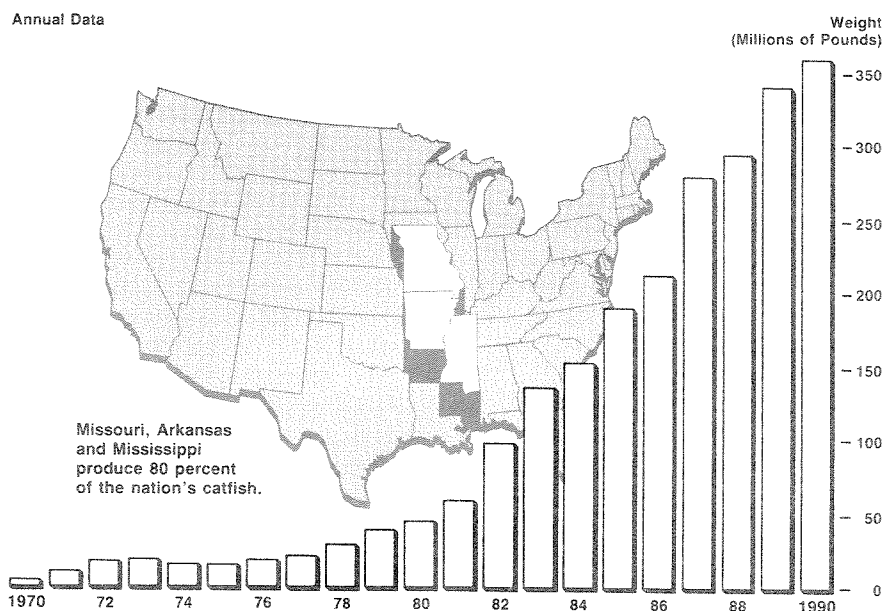 Annual Data
Weight
(Millions of Pounds)
350
300
250
200
150
100
50
0
Missouri, Arkansas
and Mississippi
produce 80 percent
of the nation's catfish.
1970 72 74 76 78 80 82 84 86 88 1990